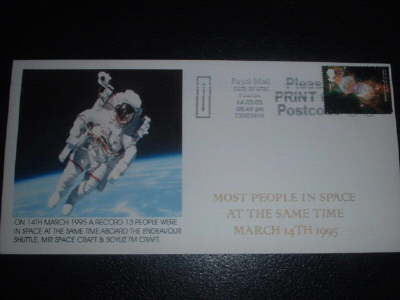 Royal Mail
Please
PRINT
Postco
ON 14TH MARCH 1995 A RECORD 13 PEOPLE WERE
IN SPACE AT THE SAME TIME ABOARD THE ENDEAVOUR
SHUTTLE, MIR SPACE CRAFT & SOYUZ TM CRAFT.
MOST PEOPLE IN SPACE
AT THE SAME TIME
MARCH 14TH 1995